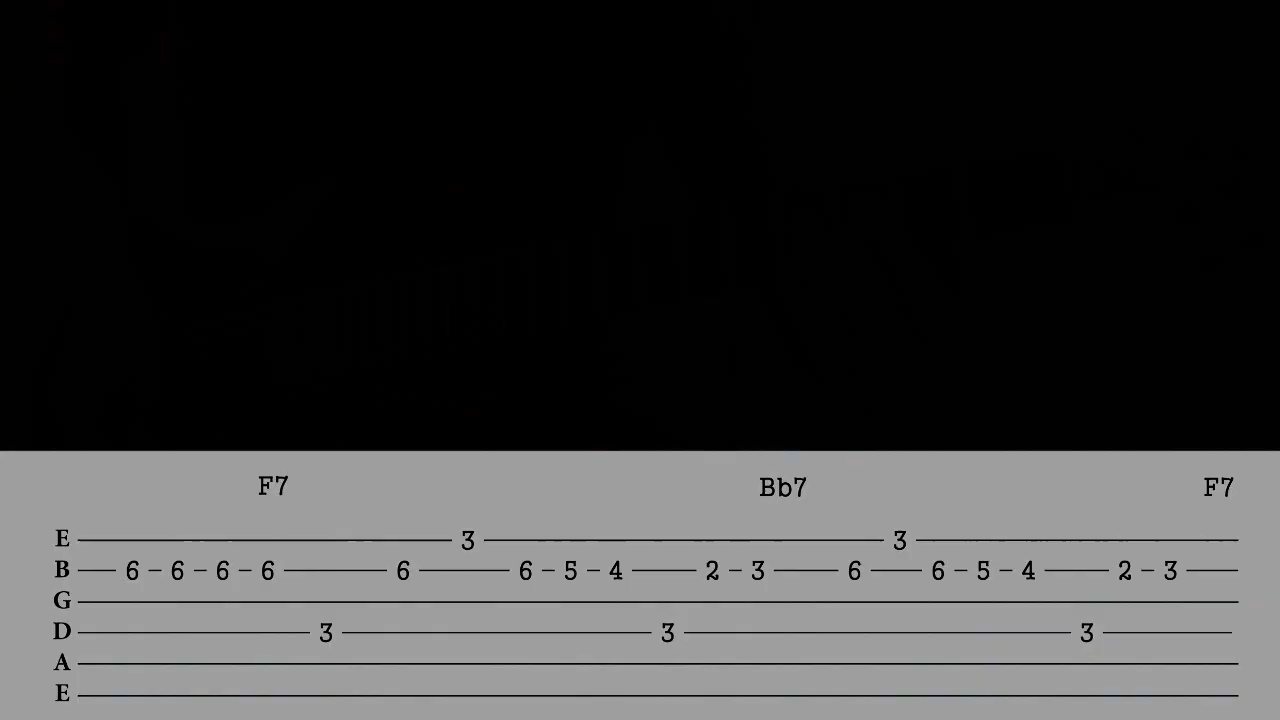 F7 Bb7 F7
E 3 3
B 6 - 6 - 6 - 6 6 6 - 5 - 4 2 - 3 6 6 - 5 - 4 2 - 3
G
D 3 3 3
A
E